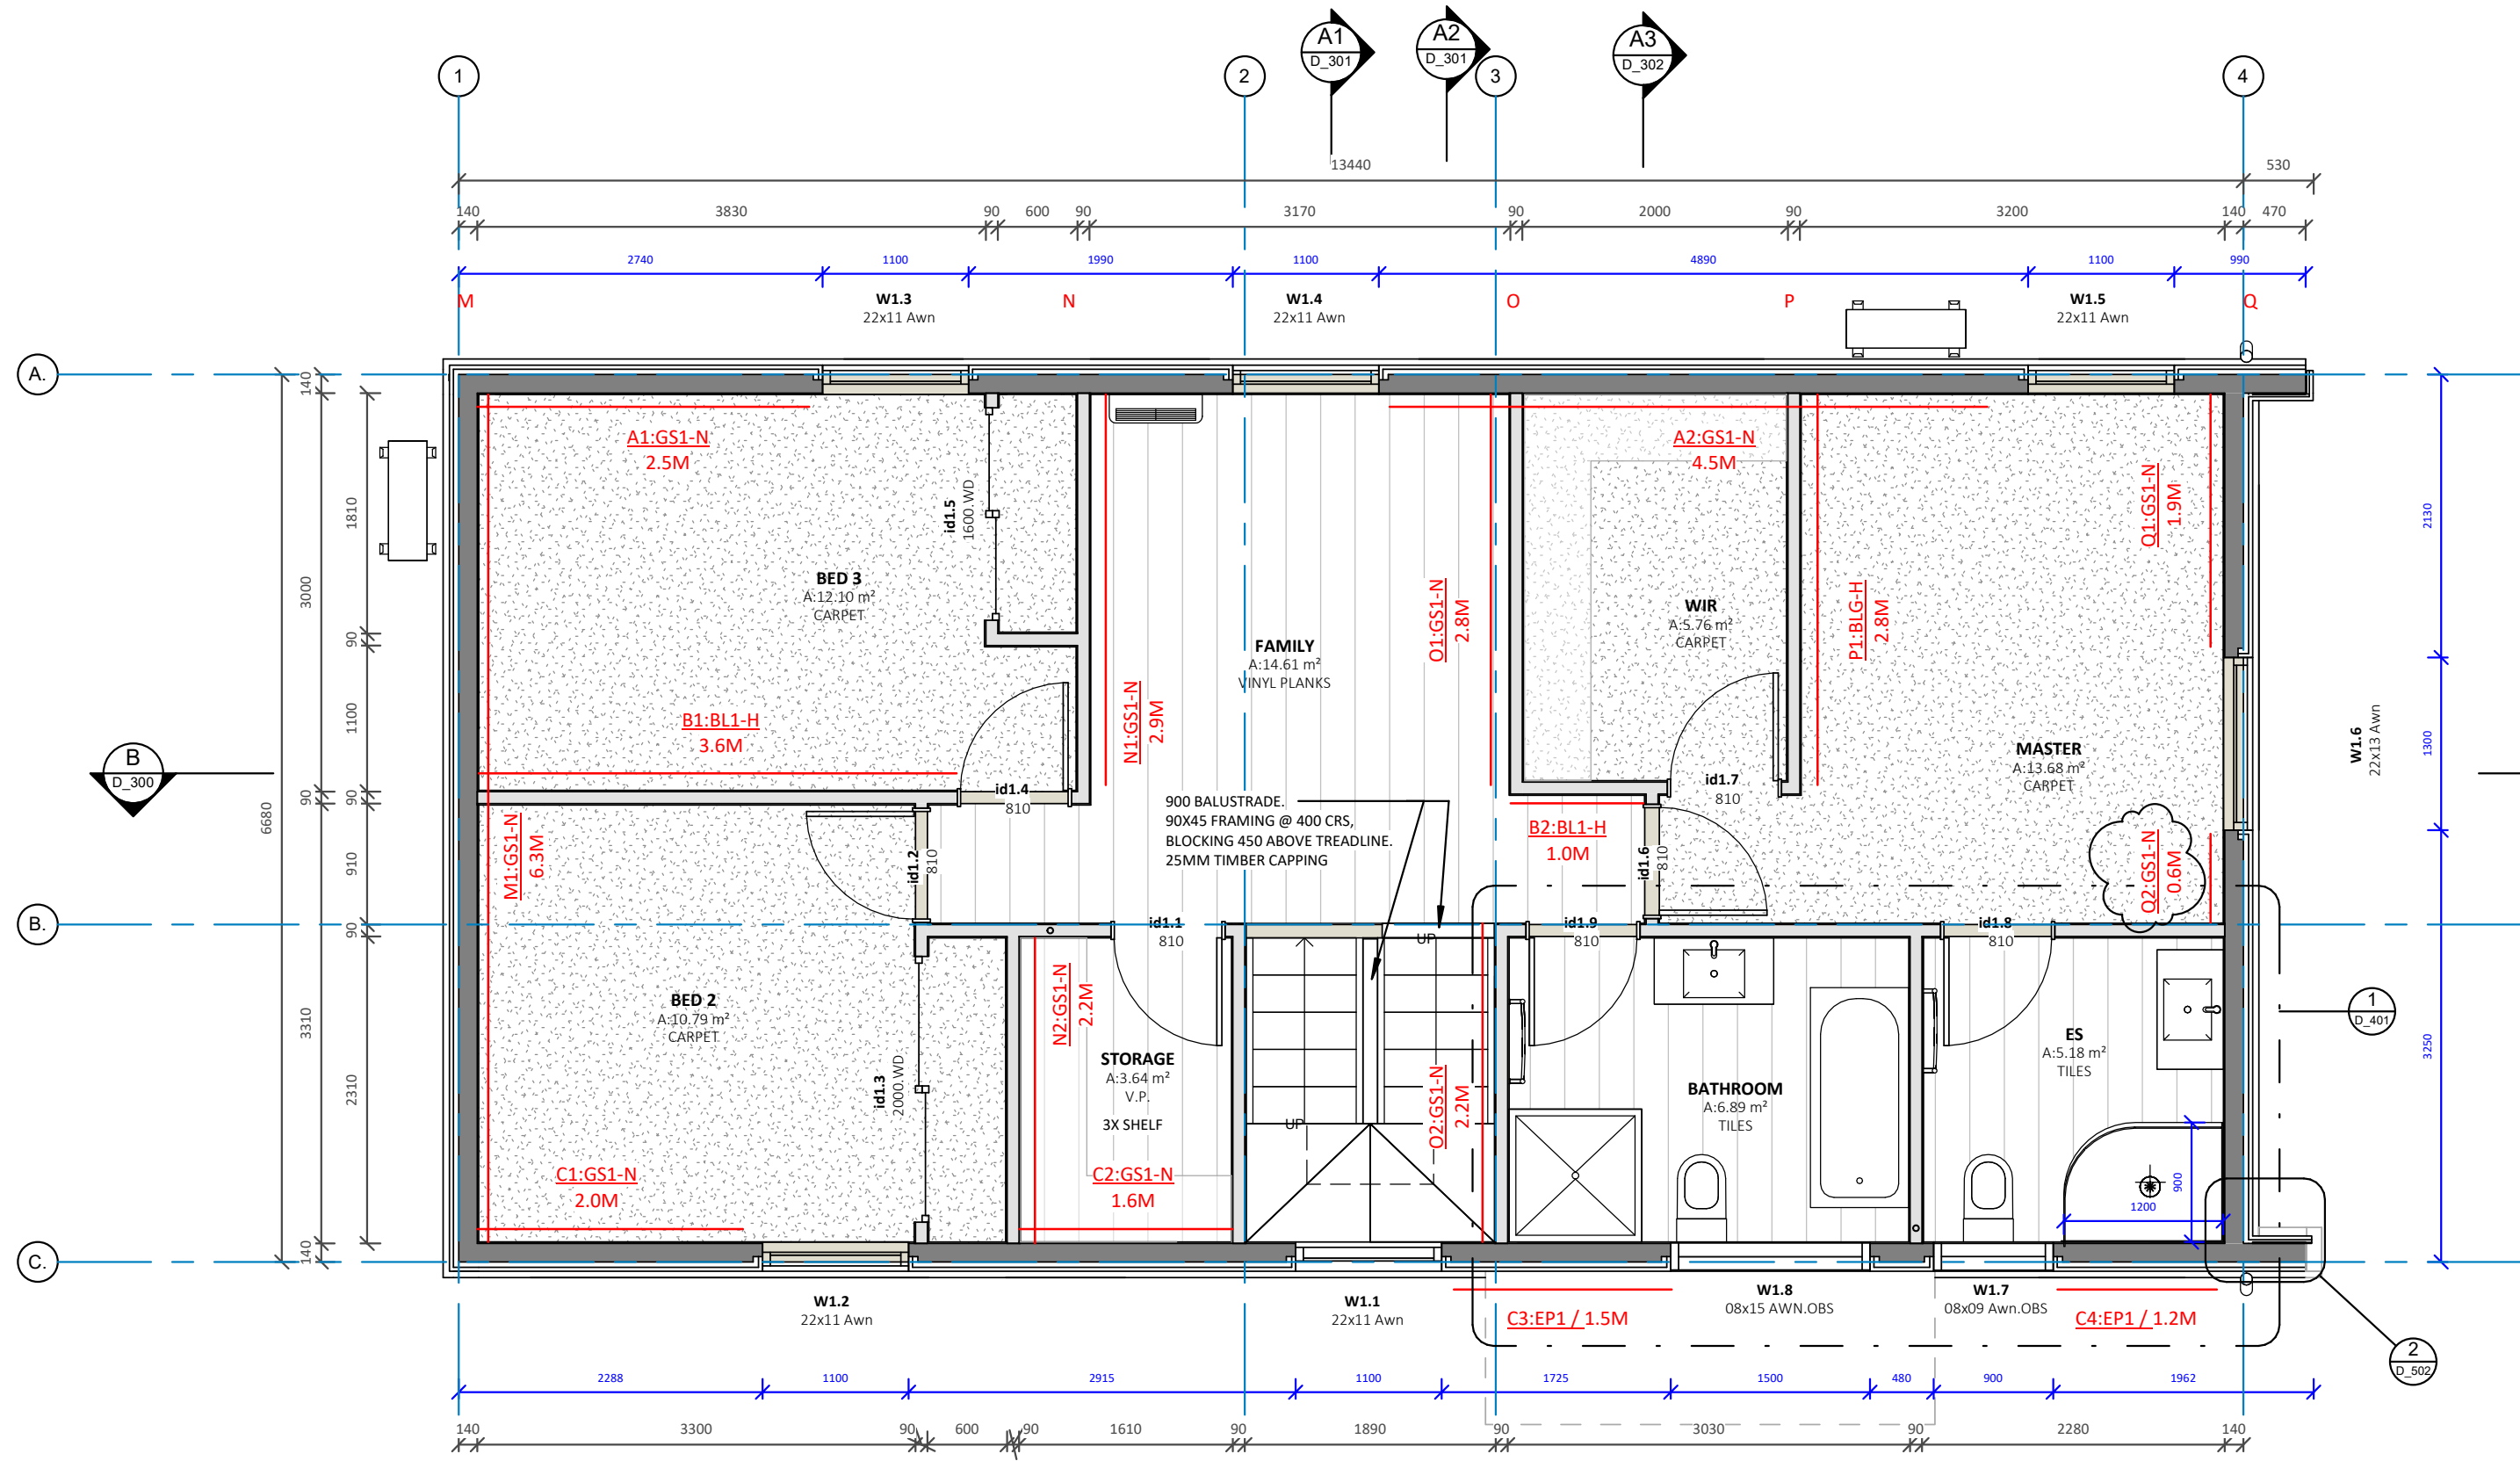 A1
D_301
A2
D_301
A3
D_302
1
2
3
4
13440
530
140
3830
90
600
90
3170
90
2000
90
3200
140
470
2740
1100
1990
1100
4890
1100
990
M
W1.3
22x11 Awn
N
W1.4
22x11 Awn
O
P
W1.5
22x11 Awn
Q
A.
B.
C.
B
D_300
6680
140
3000
90
3310
140
1810
90
1100
90
910
90
2310
A1:GS1-N
2.5M
id1.5
1600.WD
BED 3
A:12.10 m²
CARPET
B1:BL1-H
3.6M
id1.4
810
M1:GS1-N
6.3M
id1.2
810
N1:GS1-N
2.9M
FAMILY
A:14.61 m²
VINYL PLANKS
O1:GS1-N
2.8M
900 BALUSTRADE.
90X45 FRAMING @ 400 CRS,
BLOCKING 450 ABOVE TREADLINE.
25MM TIMBER CAPPING
A2:GS1-N
4.5M
WIR
A:5.76 m²
CARPET
P1:BLG-H
2.8M
id1.7
810
B2:BL1-H
1.0M
id1.6
810
Q1:GS1-N
1.9M
MASTER
A:13.68 m²
CARPET
Q2:GS1-N
0.6M
W1.6
22x13 Awn
2130
1300
3250
BED 2
A:10.79 m²
CARPET
id1.3
2000.WD
C1:GS1-N
2.0M
id1.1
810
N2:GS1-N
2.2M
STORAGE
A:3.64 m²
V.P.
3X SHELF
C2:GS1-N
1.6M
UP
UP
O2:GS1-N
2.2M
id1.9
810
BATHROOM
A:6.89 m²
TILES
id1.8
810
ES
A:5.18 m²
TILES
900
1200
1
D_401
2
D_502
W1.2
22x11 Awn
W1.1
22x11 Awn
C3:EP1 / 1.5M
W1.8
08x15 AWN.OBS
W1.7
08x09 Awn.OBS
C4:EP1 / 1.2M
2288
1100
2915
1100
1725
1500
480
900
1962
140
3300
90
600
90
1610
90
1890
90
3030
90
2280
140